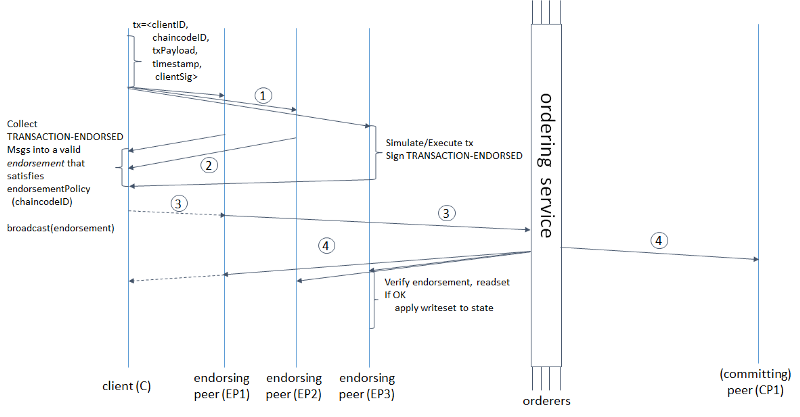 tx=<clientID,
chaincodeID,
txPayload,
timestamp,
clientSig>
1
Collect
TRANSACTION-ENDORSED
Msgs into a valid
endorsement that
satisfies
endorsementPolicy
(chaincodeID)
2
Simulate/Execute tx
Sign TRANSACTION-ENDORSED
ordering service
3
3
broadcast(endorsement)
4
4
Verify endorsement, readset
If OK
apply writeset to state
client (C)
endorsing
peer (EP1)
endorsing
peer (EP2)
endorsing
peer (EP3)
orderers
(committing)
peer (CP1)